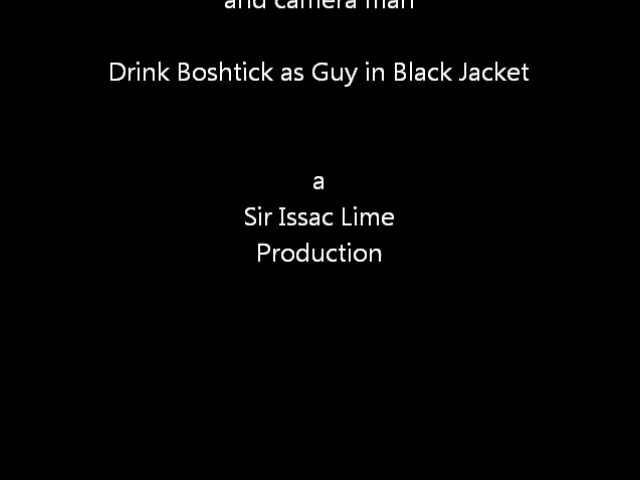 and camera man
Drink Boshtick as Guy in Black Jacket
a
Sir Issac Lime
Production